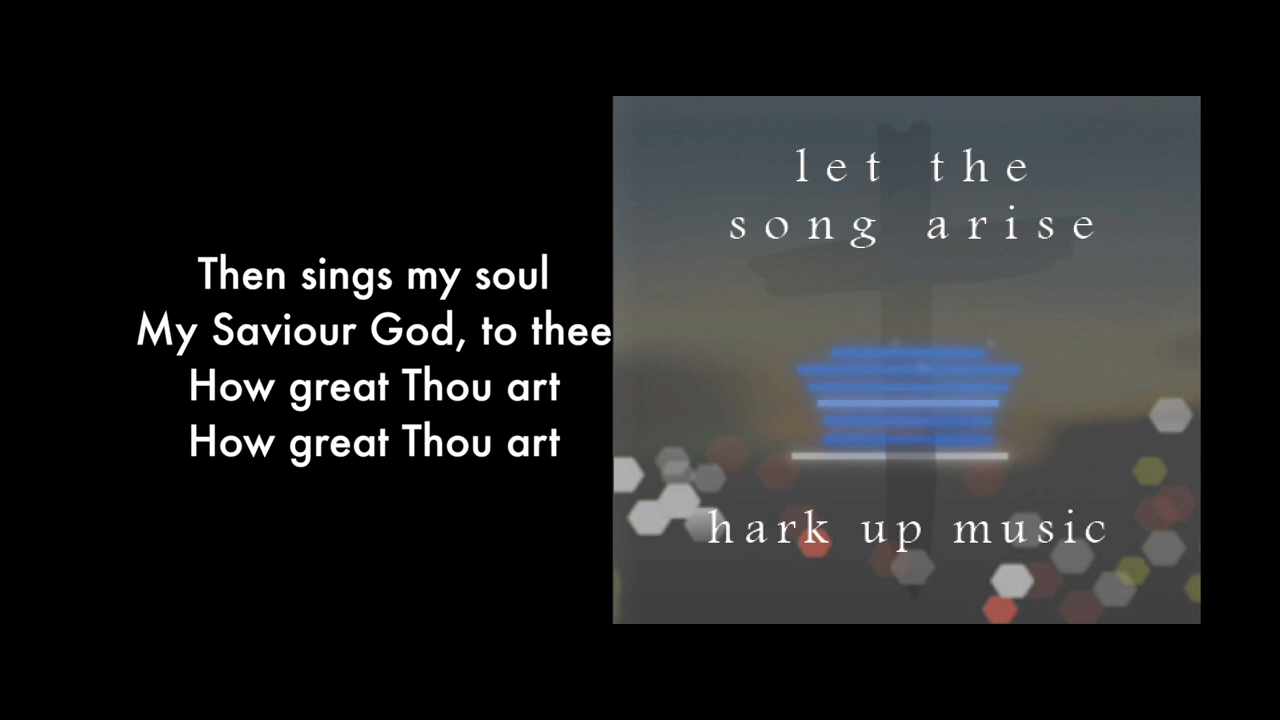 Then sings my soul
My Saviour God, to thee
How great Thou art
How great Thou art
let the
song arise
hark up music